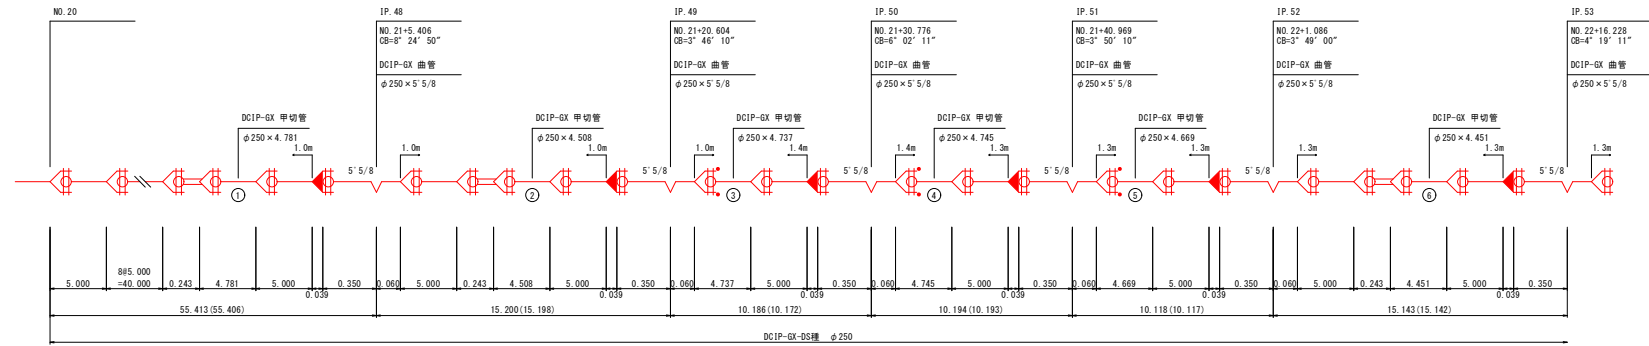 NO.20
IP.48
NO.21+5.406
CB=8° 24′ 50″
DCIP-GX 曲管
φ250×5°5/8
IP.49
NO.21+20.604
CB=3° 46′ 10″
DCIP-GX 曲管
φ250×5°5/8
IP.50
NO.21+30.776
CB=6° 02′ 11″
DCIP-GX 曲管
φ250×5°5/8
IP.51
NO.21+40.969
CB=3° 50′ 10″
DCIP-GX 曲管
φ250×5°5/8
IP.52
NO.22+1.086
CB=3° 49′ 00″
DCIP-GX 曲管
φ250×5°5/8
IP.53
NO.22+16.228
CB=4° 19′ 11″
DCIP-GX 曲管
φ250×5°5/8
DCIP-GX 甲切管
φ250×4.781
DCIP-GX 甲切管
φ250×4.508
DCIP-GX 甲切管
φ250×4.737
DCIP-GX 甲切管
φ250×4.745
DCIP-GX 甲切管
φ250×4.669
DCIP-GX 甲切管
φ250×4.451
1.0m 1.0m 1.0m 1.0m 1.4m 1.4m 1.3m 1.3m 1.3m 1.3m 1.3m 1.3m
5°5/8 5°5/8 5°5/8 5°5/8 5°5/8 5°5/8
① ② ③ ④ ⑤ ⑥
5.000 8@5.000 =40.000 0.243 4.781 5.000 0.039 0.350
0.060 5.000 0.243 4.508 5.000 0.039 0.350
0.060 4.737 5.000 0.039 0.350
0.060 4.745 5.000 0.039 0.350
0.060 4.669 5.000 0.039 0.350
0.060 5.000 0.243 4.451 5.000 0.039 0.350
55.413(55.406) 15.200(15.198) 10.186(10.172) 10.194(10.193) 10.118(10.117) 15.143(15.142)
DCIP-GX-DS種 φ250